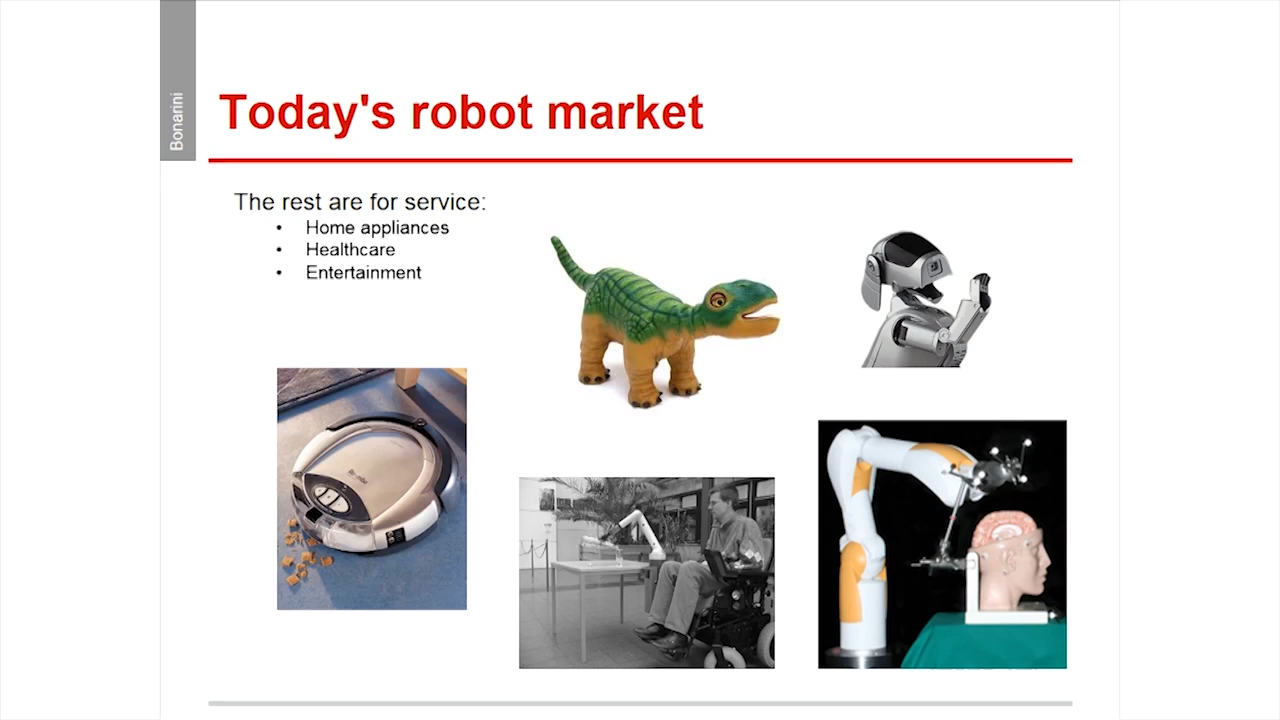 Bonarini
Today's robot market
The rest are for service:
• Home appliances
• Healthcare
• Entertainment